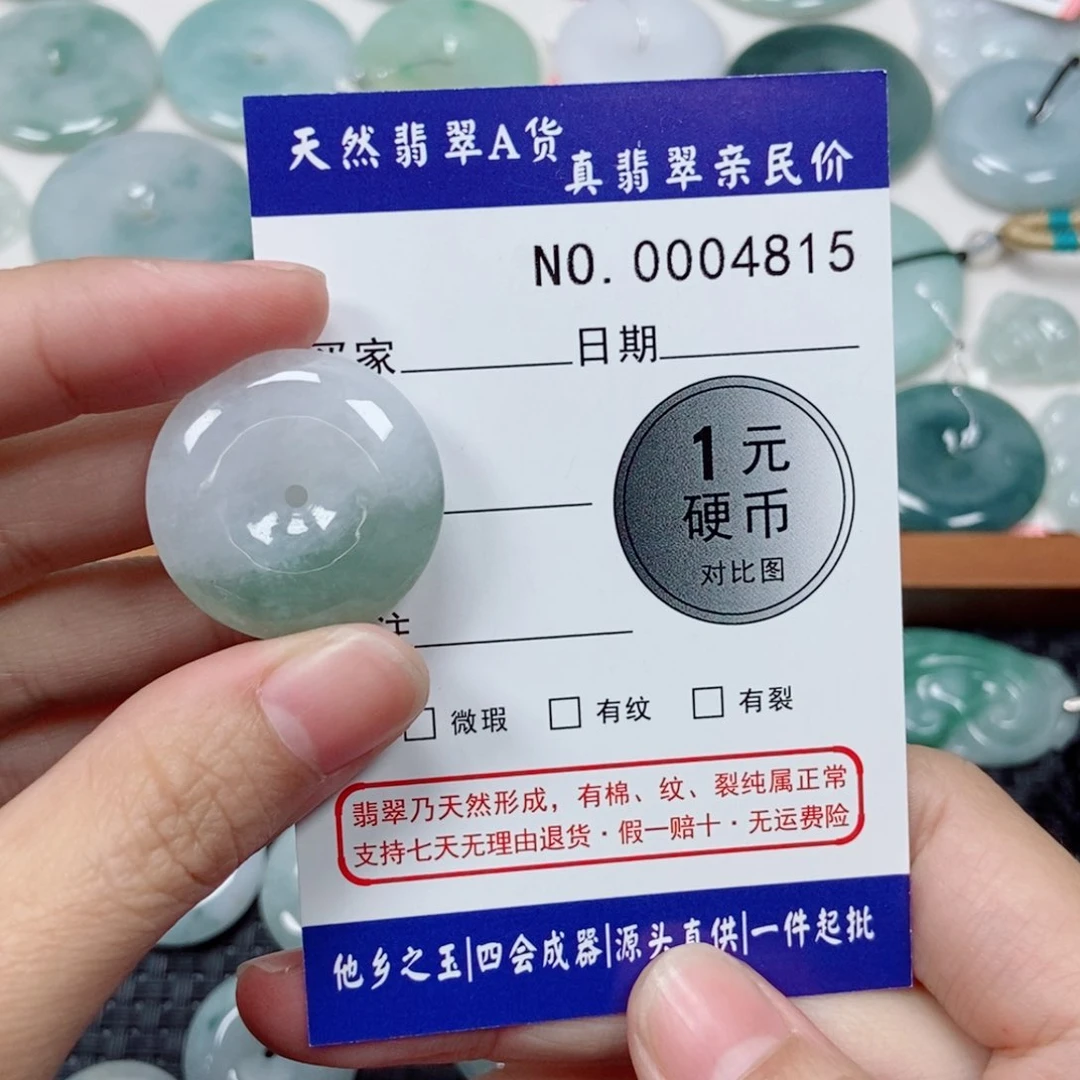 天然翡翠A货
真翡翠亲民价
NO. 0004815
家 日期
1元
硬币
对比图
注
微瑕 有纹 有裂
翡翠乃天然形成，有棉、纹、裂纯属正常
支持七天无理由退货·假一赔十·无运费险
他乡之玉|四会成器|源头直供|一件起批